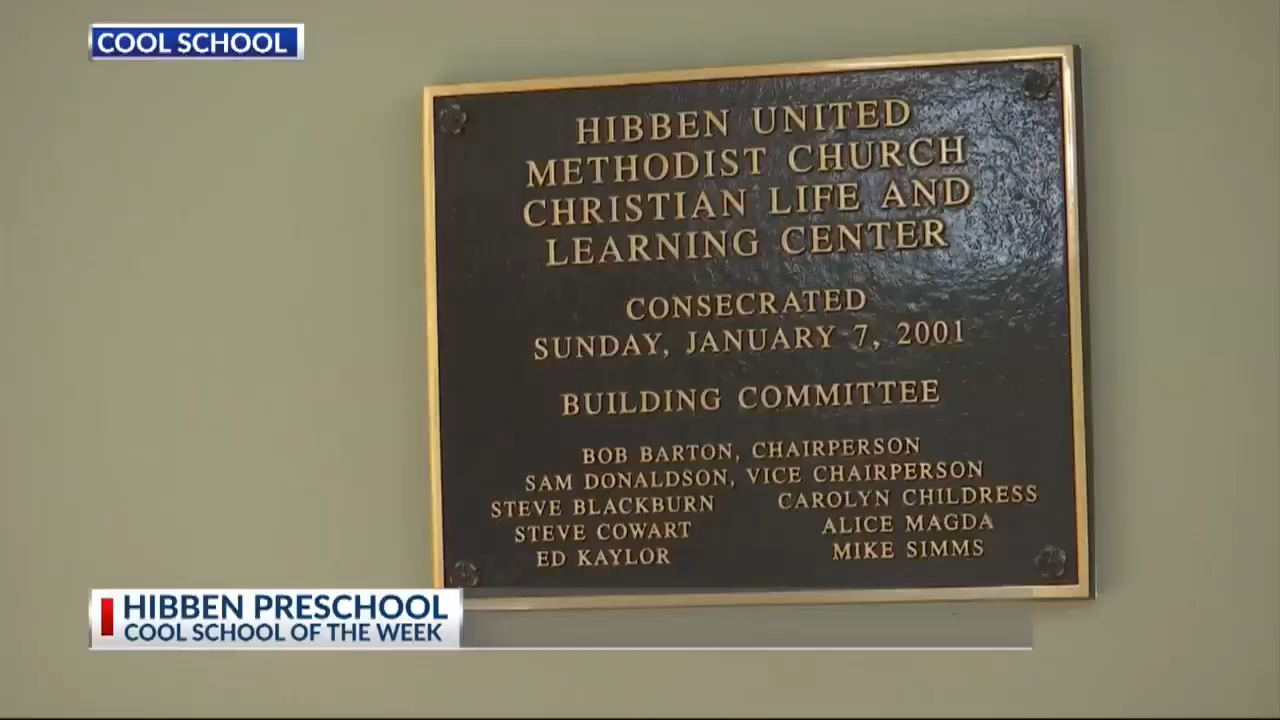 COOL SCHOOL
HIBBEN UNITED
METHODIST CHURCH
CHRISTIAN LIFE AND
LEARNING CENTER
CONSECRATED
SUNDAY, JANUARY 7, 2001
BUILDING COMMITTEE
BOB BARTON, CHAIRPERSON
SAM DONALDSON, VICE CHAIRPERSON
STEVE BLACKBURN CAROLYN CHILDRESS
STEVE COWART ALICE MAGDA
ED KAYLOR MIKE SIMMS
HIBBEN PRESCHOOL
COOL SCHOOL OF THE WEEK